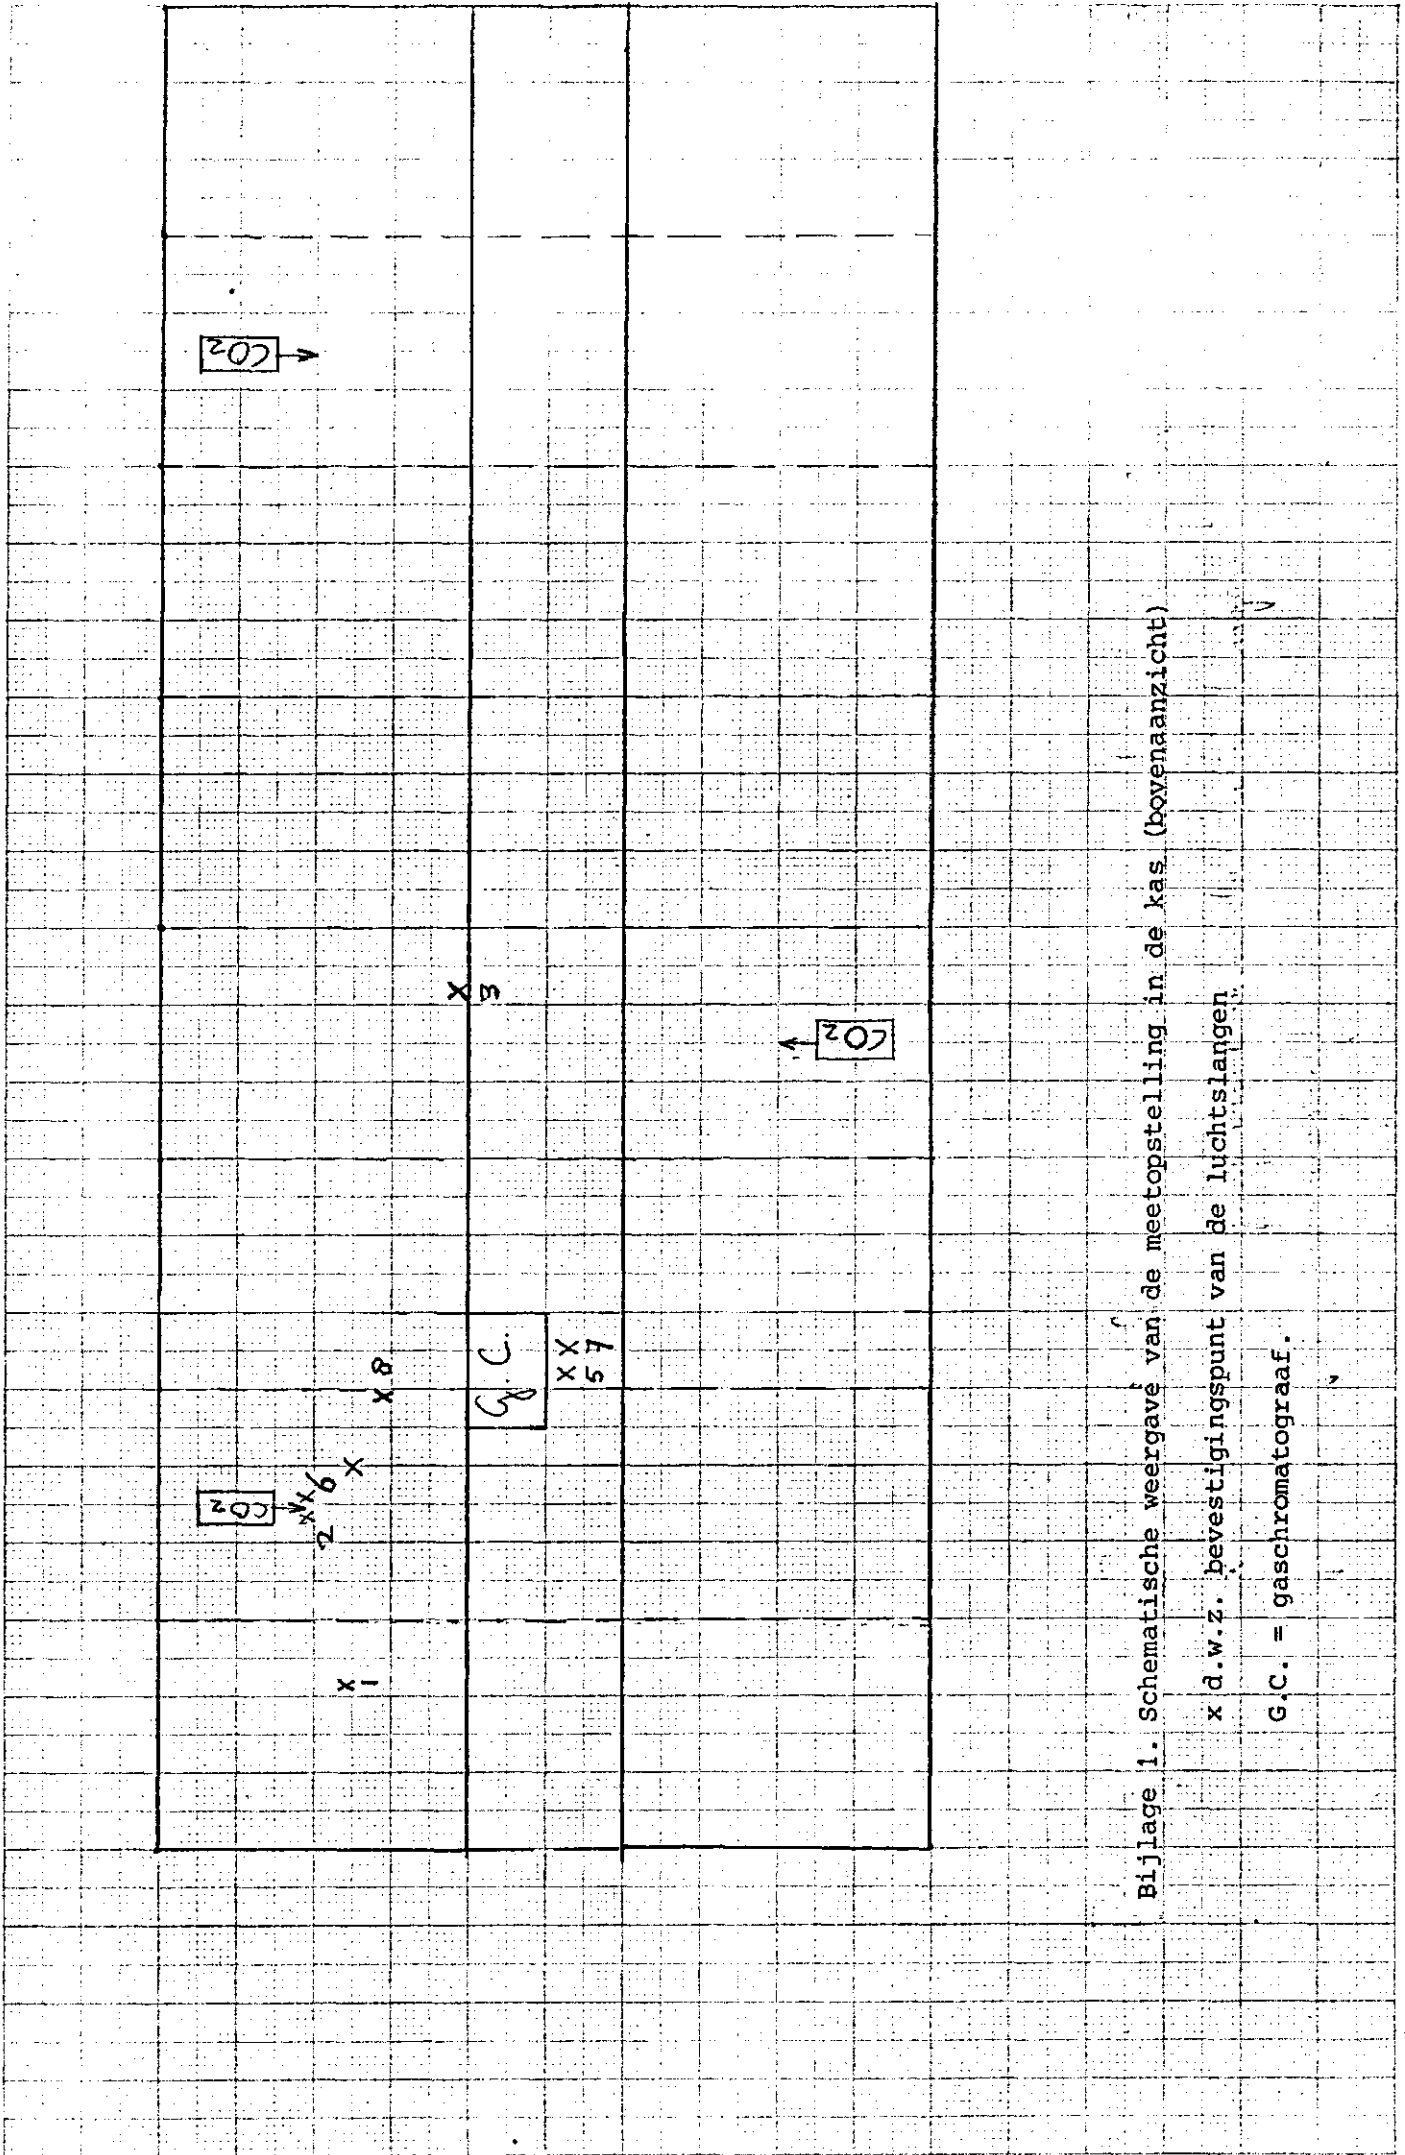 CO2
CO2
CO2
x 1
x x
2 6
X
x 8
X
3
G.C.
X X
5 7
Bijlage 1. Schematische weergave van de meetopstelling in de kas (bovenaanzicht)
x d.w.z. bevestigingspunt van de luchtslangen
G.C. = gaschromatograaf.